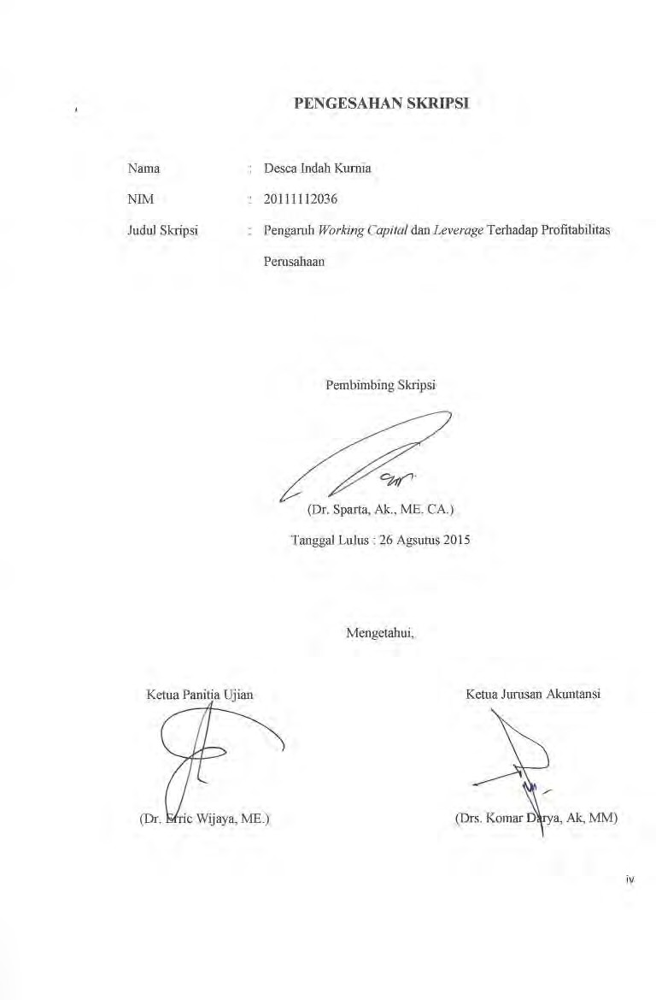 PENGESAHAN SKRIPSI
Nama : Desca Indah Kurnia
NIM : 20111112036
Judul Skripsi : Pengaruh Working Capital dan Leverage Terhadap Profitabilitas
Perusahaan
Pembimbing Skripsi
(Dr. Sparta, Ak., ME. CA.)
Tanggal Lulus : 26 Agsutus 2015
Mengetahui,
Ketua Panitia Ujian Ketua Jurusan Akuntansi
(Dr. Erric Wijaya, ME.) (Drs. Komar Darya, Ak, MM)
iv